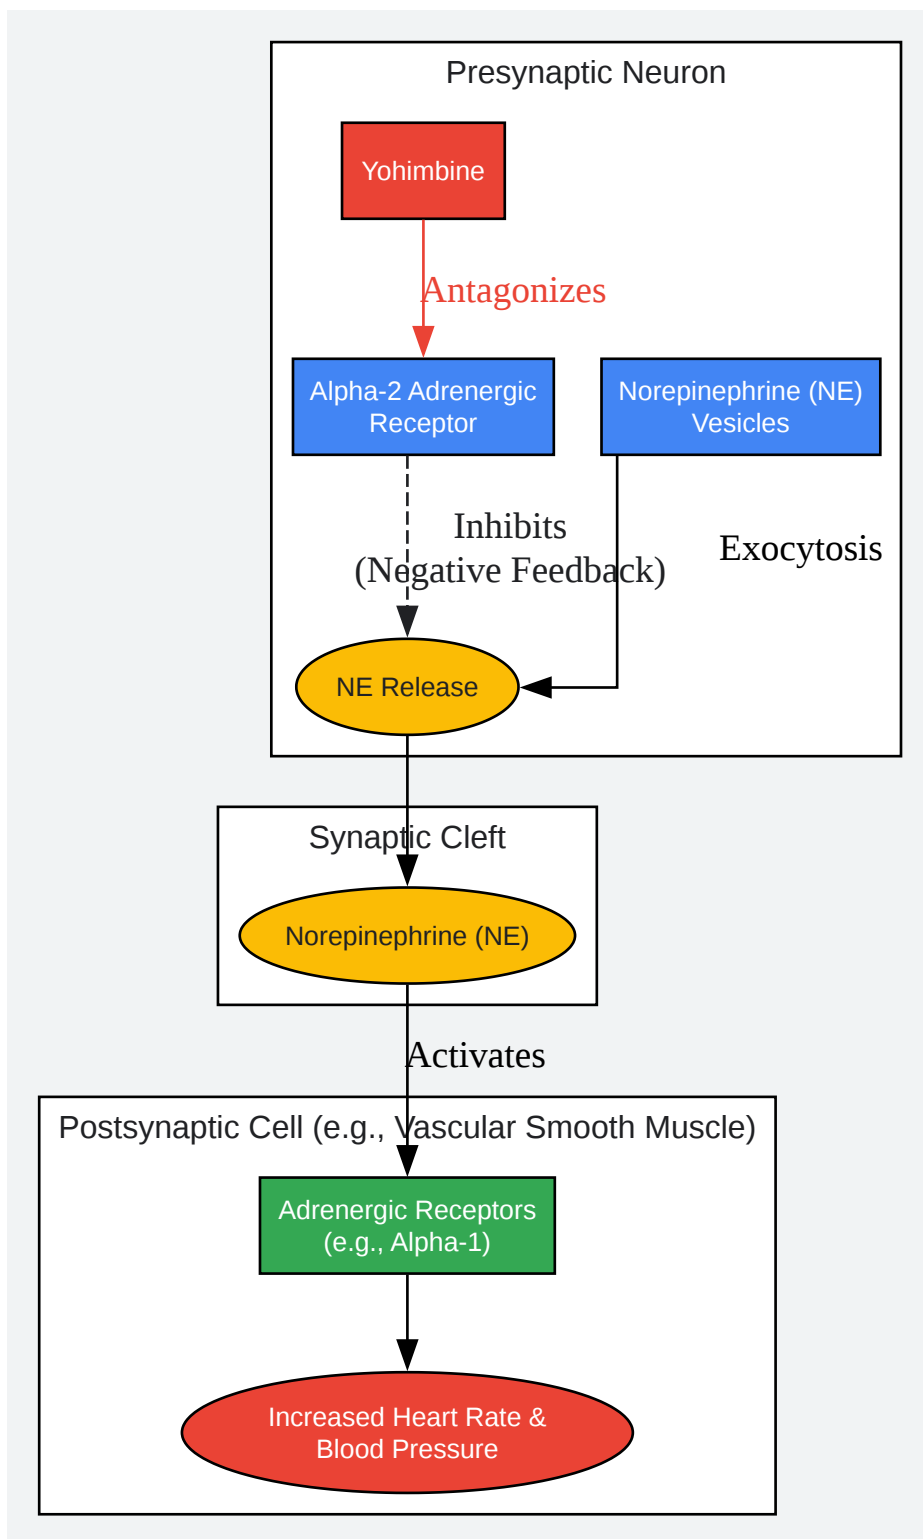 Presynaptic Neuron
Yohimbine
Antagonizes
Alpha-2 Adrenergic
Receptor
Norepinephrine (NE)
Vesicles
Inhibits
(Negative Feedback)
Exocytosis
NE Release
Synaptic Cleft
Norepinephrine (NE)
Activates
Postsynaptic Cell (e.g., Vascular Smooth Muscle)
Adrenergic Receptors
(e.g., Alpha-1)
Increased Heart Rate &
Blood Pressure